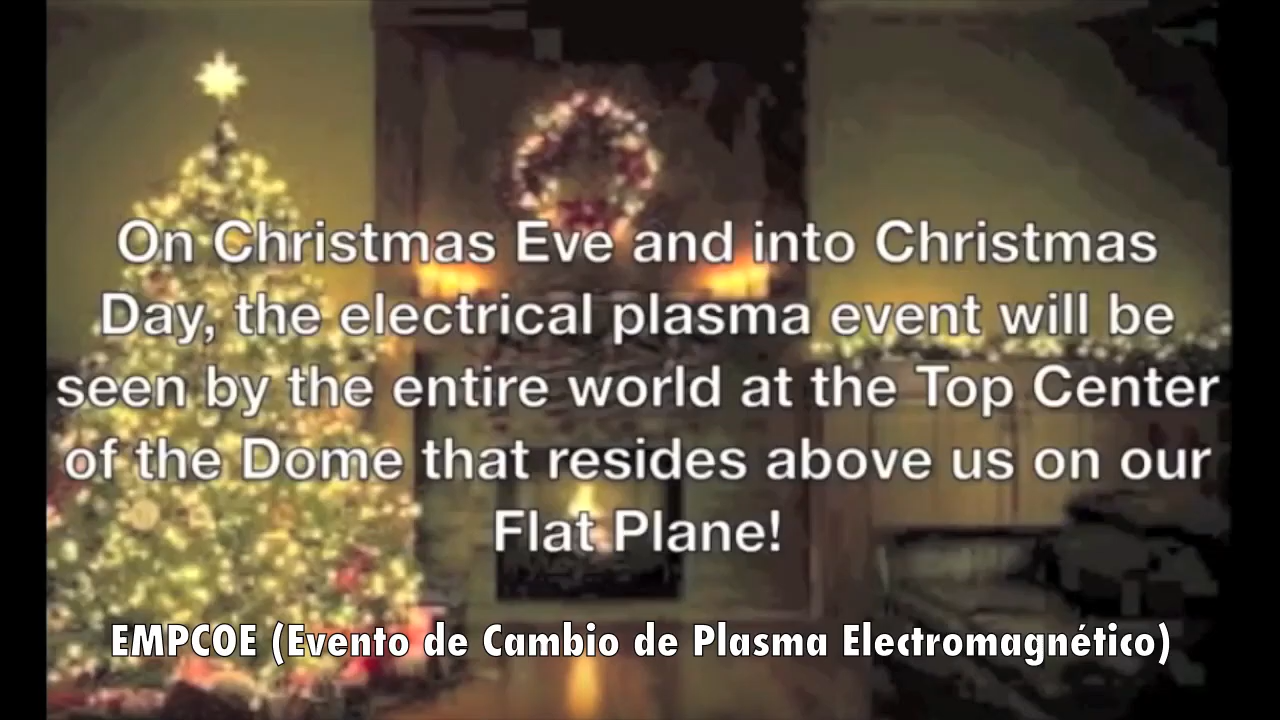 On Christmas Eve and into Christmas
Day, the electrical plasma event will be
seen by the entire world at the Top Center
of the Dome that resides above us on our
Flat Plane!
EMPCOE (Evento de Cambio de Plasma Electromagnético)